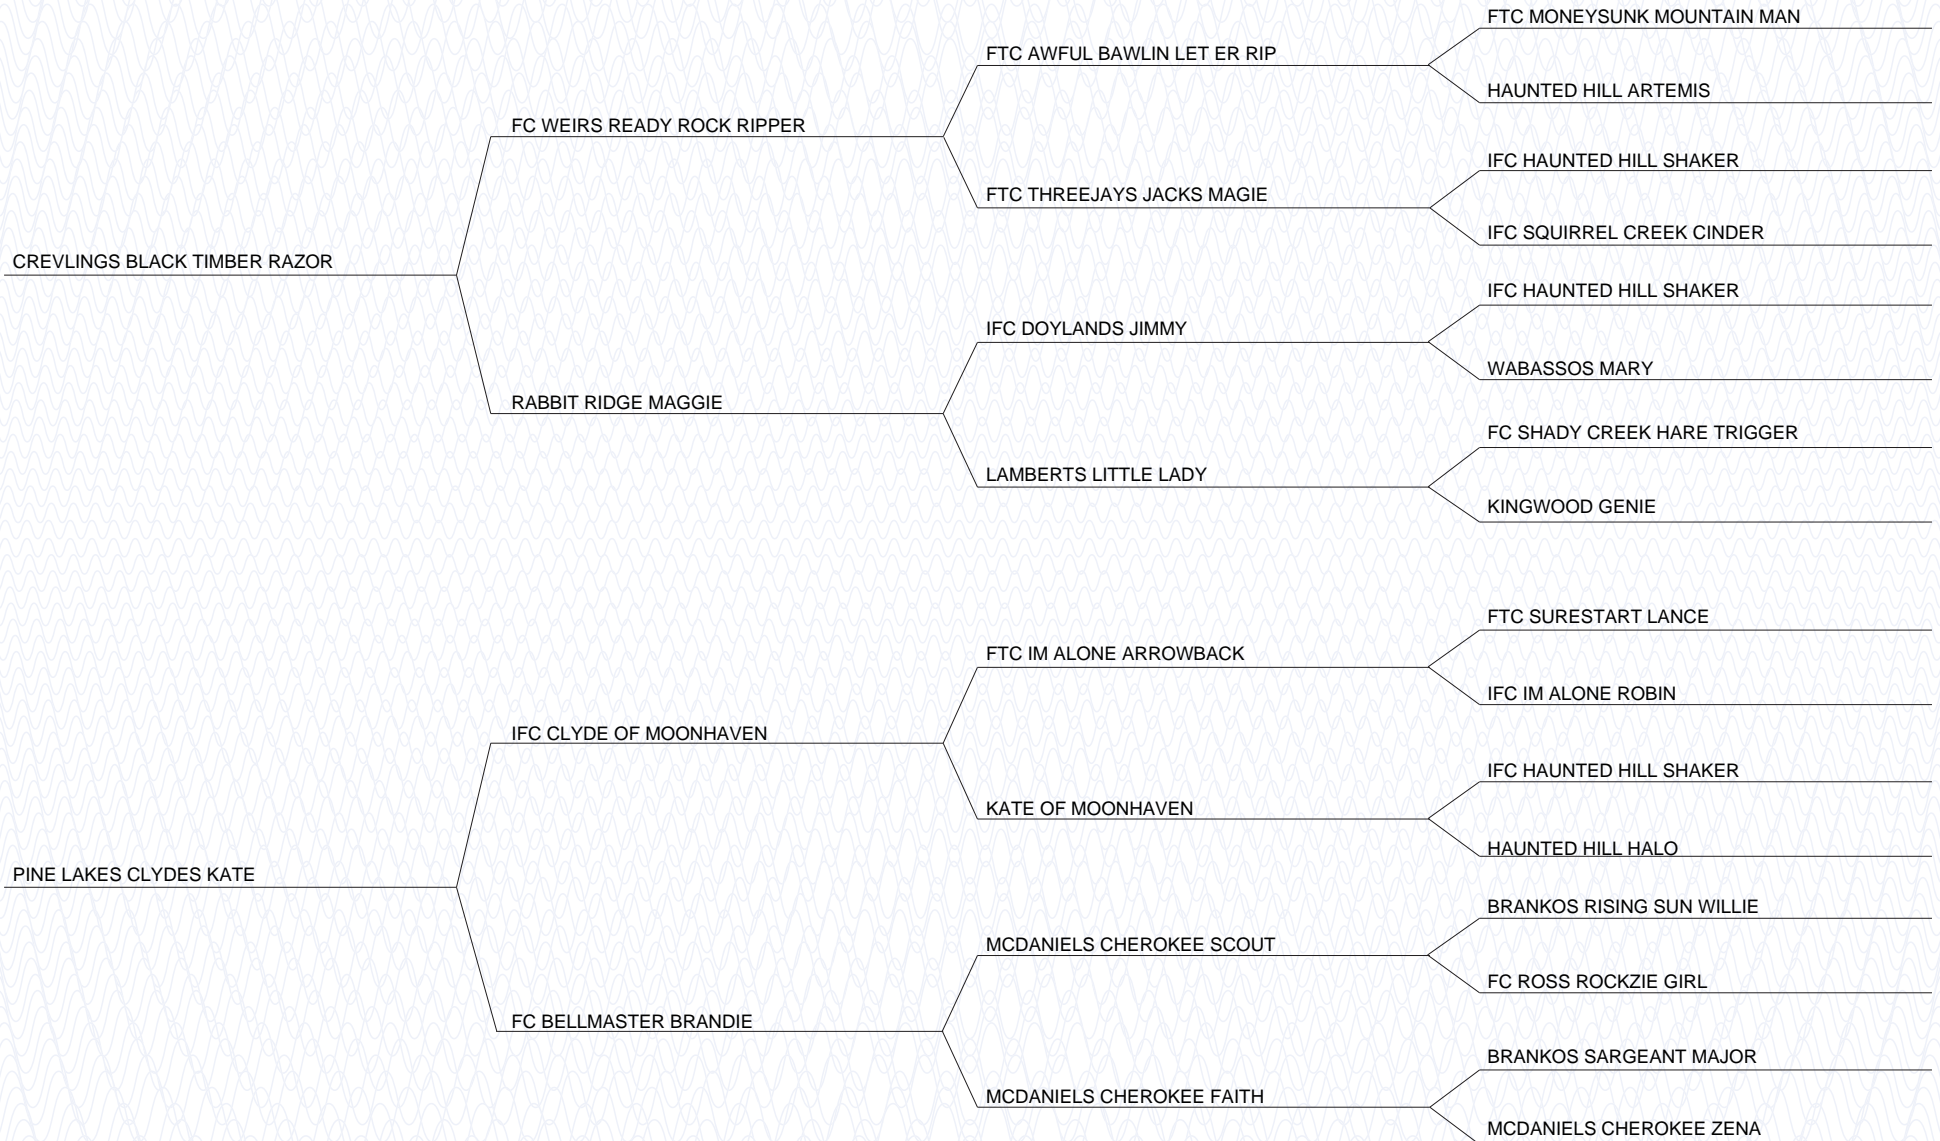 FTC MONEYSUNK MOUNTAIN MAN
FTC AWFUL BAWLIN LET ER RIP
HAUNTED HILL ARTEMIS
FC WEIRS READY ROCK RIPPER
IFC HAUNTED HILL SHAKER
FTC THREEJAYS JACKS MAGIE
IFC SQUIRREL CREEK CINDER
CREVLINGS BLACK TIMBER RAZOR
IFC HAUNTED HILL SHAKER
IFC DOYLANDS JIMMY
WABASSOS MARY
RABBIT RIDGE MAGGIE
FC SHADY CREEK HARE TRIGGER
LAMBERTS LITTLE LADY
KINGWOOD GENIE
FTC SURESTART LANCE
FTC IM ALONE ARROWBACK
IFC IM ALONE ROBIN
IFC CLYDE OF MOONHAVEN
IFC HAUNTED HILL SHAKER
KATE OF MOONHAVEN
HAUNTED HILL HALO
PINE LAKES CLYDES KATE
BRANKOS RISING SUN WILLIE
MCDANIELS CHEROKEE SCOUT
FC ROSS ROCKZIE GIRL
FC BELLMASTER BRANDIE
BRANKOS SARGEANT MAJOR
MCDANIELS CHEROKEE FAITH
MCDANIELS CHEROKEE ZENA